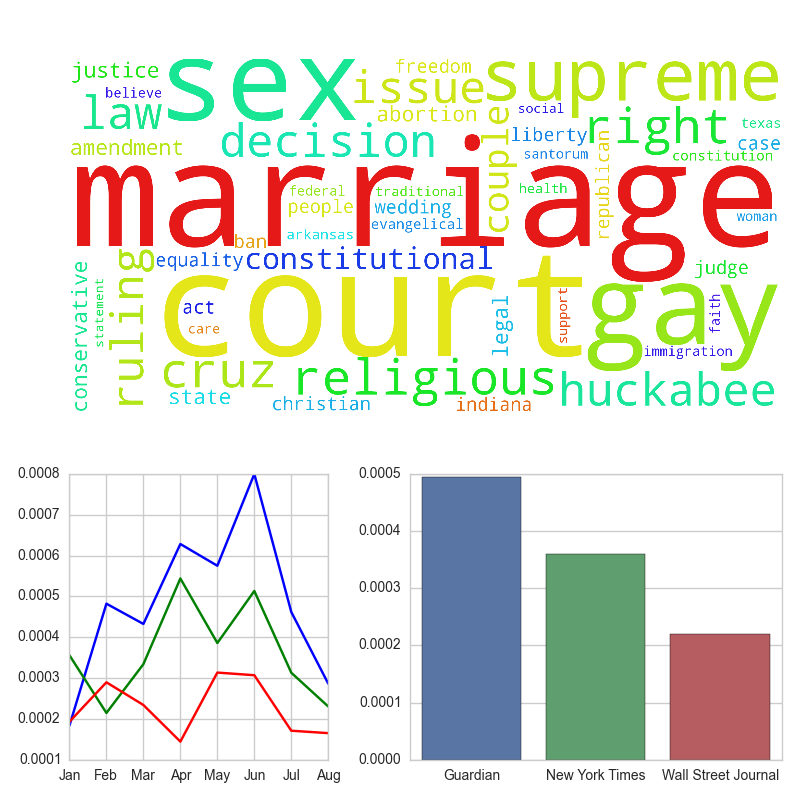 justice
believe
law
sex
issue
freedom
abortion
supreme
amendment
decision
couple
social
liberty
santorum
right
republican
texas
case
constitution
marriage
federal
people
arkansas
traditional
wedding
evangelical
health
woman
ban
equality
constitutional
judge
conservative
statement
ruling
act
care
court
legal
support
gay
faith
immigration
cruz
state
religious
christian
indiana
huckabee
0.0008
0.0007
0.0006
0.0005
0.0004
0.0003
0.0002
0.0001
Jan Feb Mar Apr May Jun Jul Aug
0.0005
0.0004
0.0003
0.0002
0.0001
0.0000
Guardian New York Times Wall Street Journal